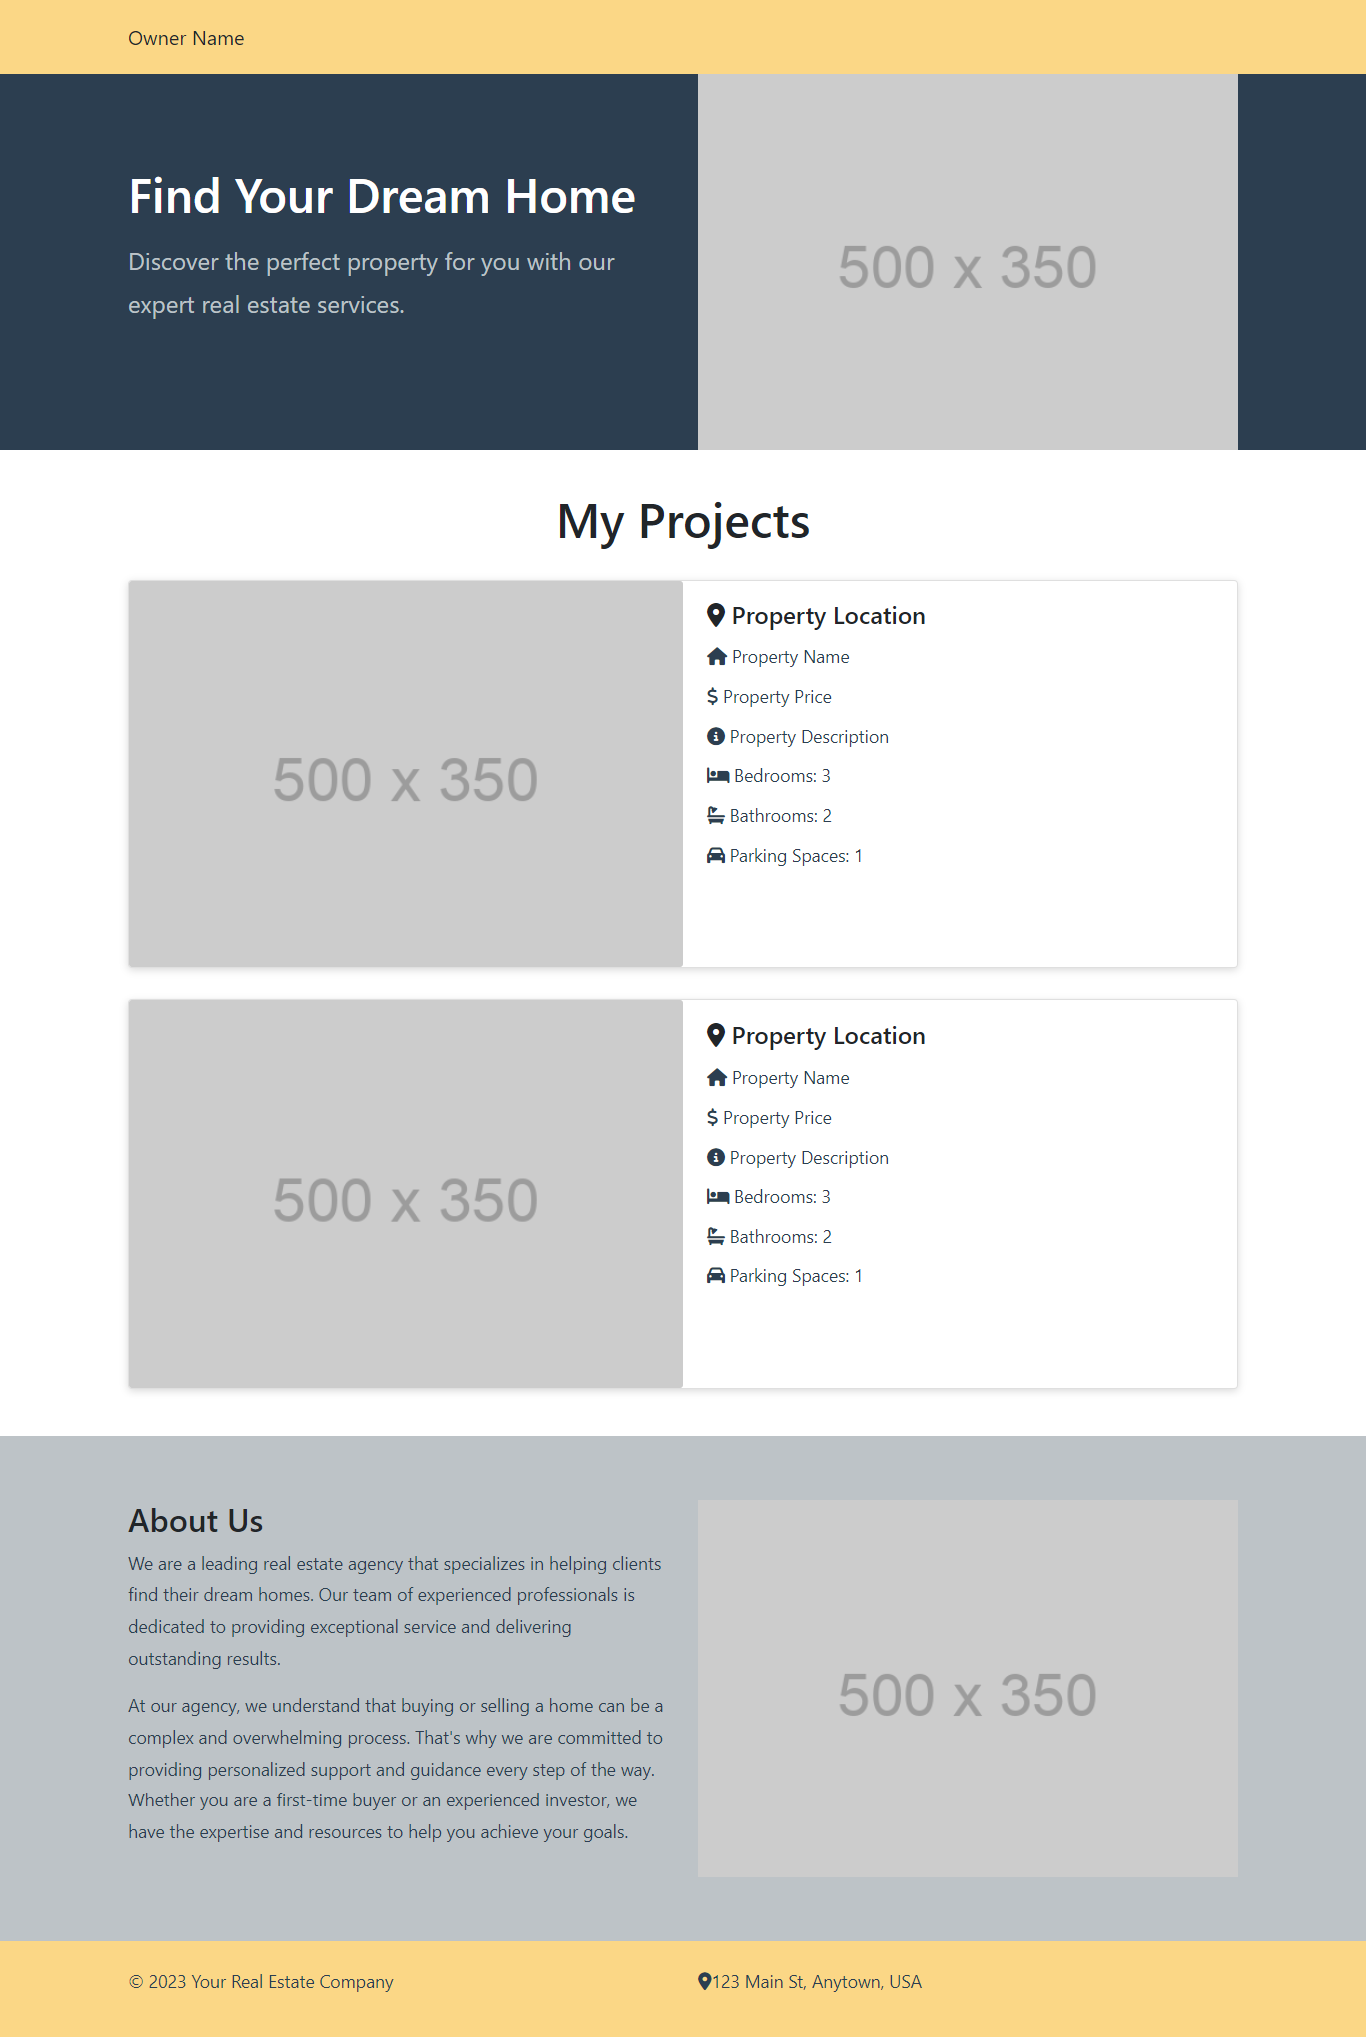 Owner Name
Find Your Dream Home
Discover the perfect property for you with our
expert real estate services.
500 x 350
My Projects
500 x 350
Property Location
Property Name
$ Property Price
Property Description
Bedrooms: 3
Bathrooms: 2
Parking Spaces: 1
500 x 350
Property Location
Property Name
$ Property Price
Property Description
Bedrooms: 3
Bathrooms: 2
Parking Spaces: 1
About Us
We are a leading real estate agency that specializes in helping clients
find their dream homes. Our team of experienced professionals is
dedicated to providing exceptional service and delivering
outstanding results.
At our agency, we understand that buying or selling a home can be a
complex and overwhelming process. That's why we are committed to
providing personalized support and guidance every step of the way.
Whether you are a first-time buyer or an experienced investor, we
have the expertise and resources to help you achieve your goals.
500 x 350
© 2023 Your Real Estate Company
123 Main St, Anytown, USA